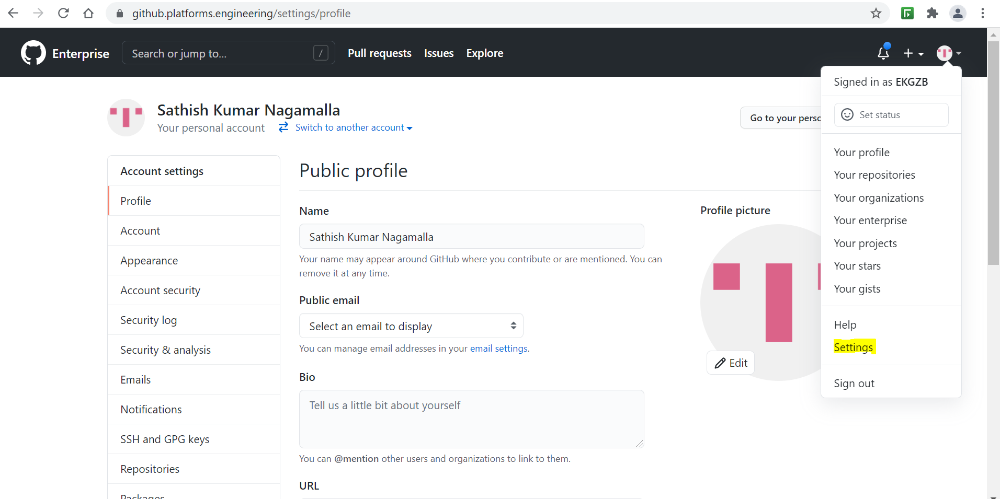 github.platforms.engineering/settings/profile
Enterprise
Search or jump to...
/
Pull requests
Issues
Explore
Signed in as EKGZB
Set status
Your profile
Your repositories
Your organizations
Your enterprise
Your projects
Your stars
Your gists
Help
Settings
Sign out
Sathish Kumar Nagamalla
Your personal account
Switch to another account
Go to your perso
Account settings
Profile
Account
Appearance
Account security
Security log
Security & analysis
Emails
Notifications
SSH and GPG keys
Repositories
Packages
Public profile
Name
Sathish Kumar Nagamalla
Your name may appear around GitHub where you contribute or are mentioned. You can
remove it at any time.
Public email
Select an email to display
You can manage email addresses in your email settings.
Bio
Tell us a little bit about yourself
You can @mention other users and organizations to link to them.
URL
Profile picture
Edit